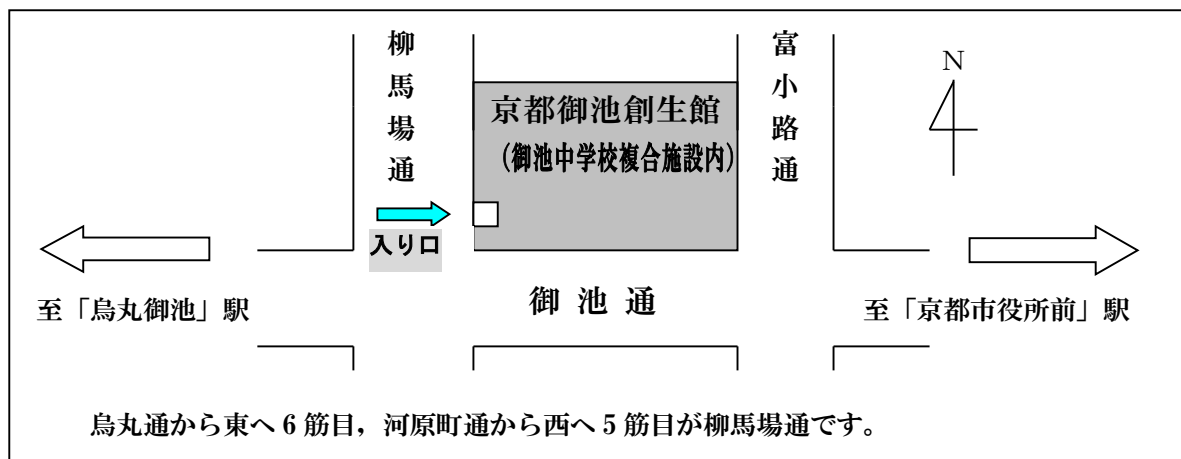 柳馬場通
富小路通
N
京都御池創生館
（御池中学校複合施設内）
入り口
御池通
至「烏丸御池」駅
至「京都市役所前」駅
烏丸通から東へ６筋目，河原町通から西へ５筋目が柳馬場通です。